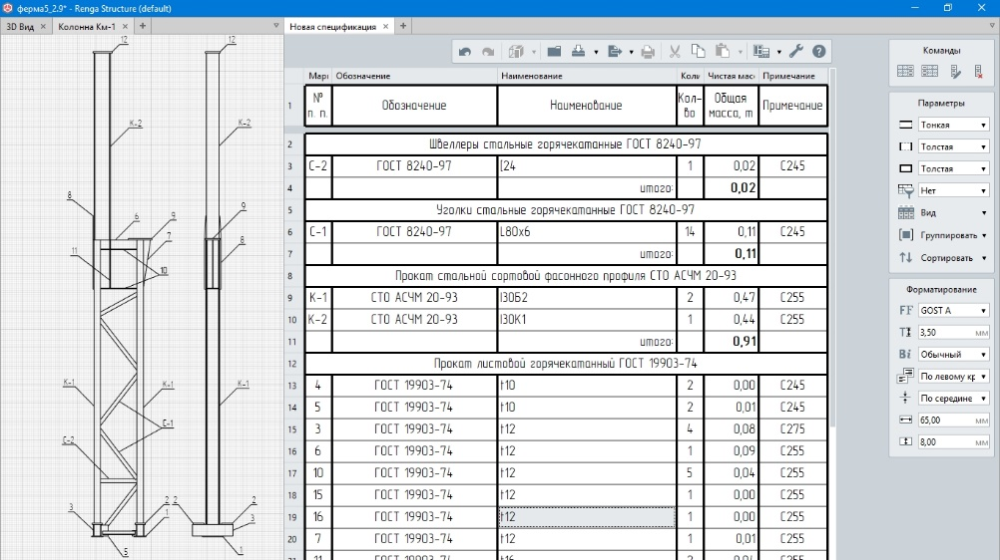 ферма5_2.9* - Renga Structure (default)
3D Вид × Колонна Км-1 × +
Новая спецификация × +
12
12
К-2
К-2
8
6
9
9
7
8
11
10
К-1
К-1
К-1
С-1
С-2
3
2
1
5
2
2
3
1
Марк Обозначение Наименование Коли Чистая масс Примечание
1 № п. п. Обозначение Наименование Кол-во Общая масса, т Примечание
2 Швеллеры стальные горячекатанные ГОСТ 8240-97
3 С-2 ГОСТ 8240-97 [24 1 0,02 С245
4 итого: 0,02
5 Уголки стальные горячекатанные ГОСТ 8240-97
6 С-1 ГОСТ 8240-97 L80x6 14 0,11 С245
7 итого: 0,11
8 Прокат стальной сортовой фасонного профиля СТО АСЧМ 20-93
9 К-1 СТО АСЧМ 20-93 I30Б2 2 0,47 С255
10 К-2 СТО АСЧМ 20-93 I30К1 1 0,44 С255
11 итого: 0,91
12 Прокат листовой горячекатанный ГОСТ 19903-74
13 4 ГОСТ 19903-74 t10 2 0,00 С245
14 5 ГОСТ 19903-74 t10 2 0,01 С245
15 3 ГОСТ 19903-74 t12 4 0,08 С275
16 6 ГОСТ 19903-74 t12 1 0,09 С255
17 10 ГОСТ 19903-74 t12 5 0,04 С255
18 15 ГОСТ 19903-74 t12 1 0,00 С255
19 16 ГОСТ 19903-74 t12 1 0,00 С255
20 7 ГОСТ 19903-74 t12 1 0,01 С255
Команды
Параметры
Тонкая
Толстая
Толстая
Нет
Вид
Группировать
Сортировать
Форматирование
FF GOST A
3,50 мм
Bi Обычный
По левому кр
По середине
65,00 мм
8,00 мм